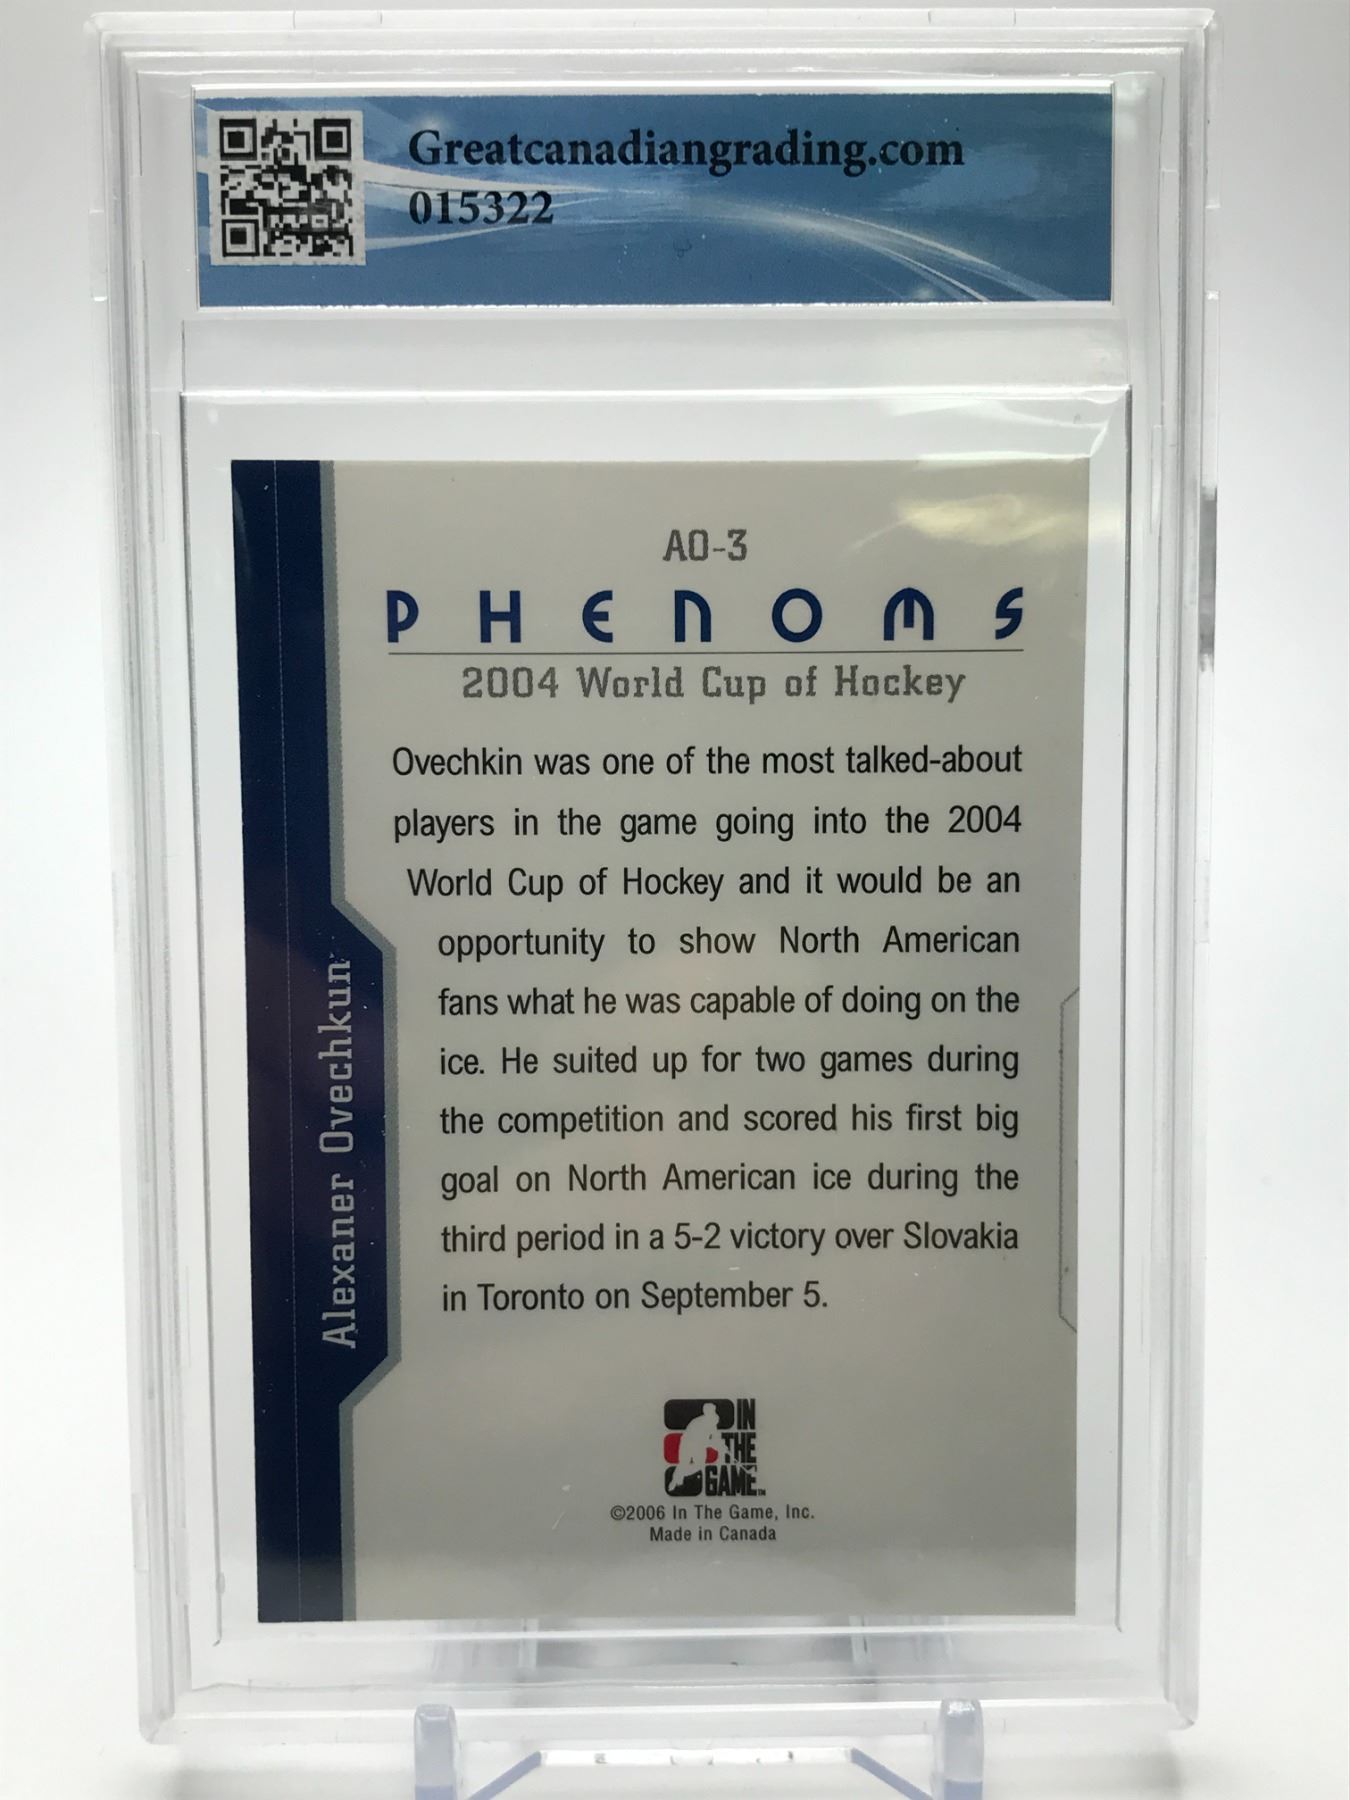 Greatcanadiangrading.com
015322
AO-3
PHENOMS
2004 World Cup of Hockey
Ovechkin was one of the most talked-about
players in the game going into the 2004
World Cup of Hockey and it would be an
opportunity to show North American
fans what he was capable of doing on the
ice. He suited up for two games during
the competition and scored his first big
goal on North American ice during the
third period in a 5-2 victory over Slovakia
in Toronto on September 5.
Alexaner Ovechkun
IN
THE
GAME™
©2006 In The Game, Inc.
Made in Canada